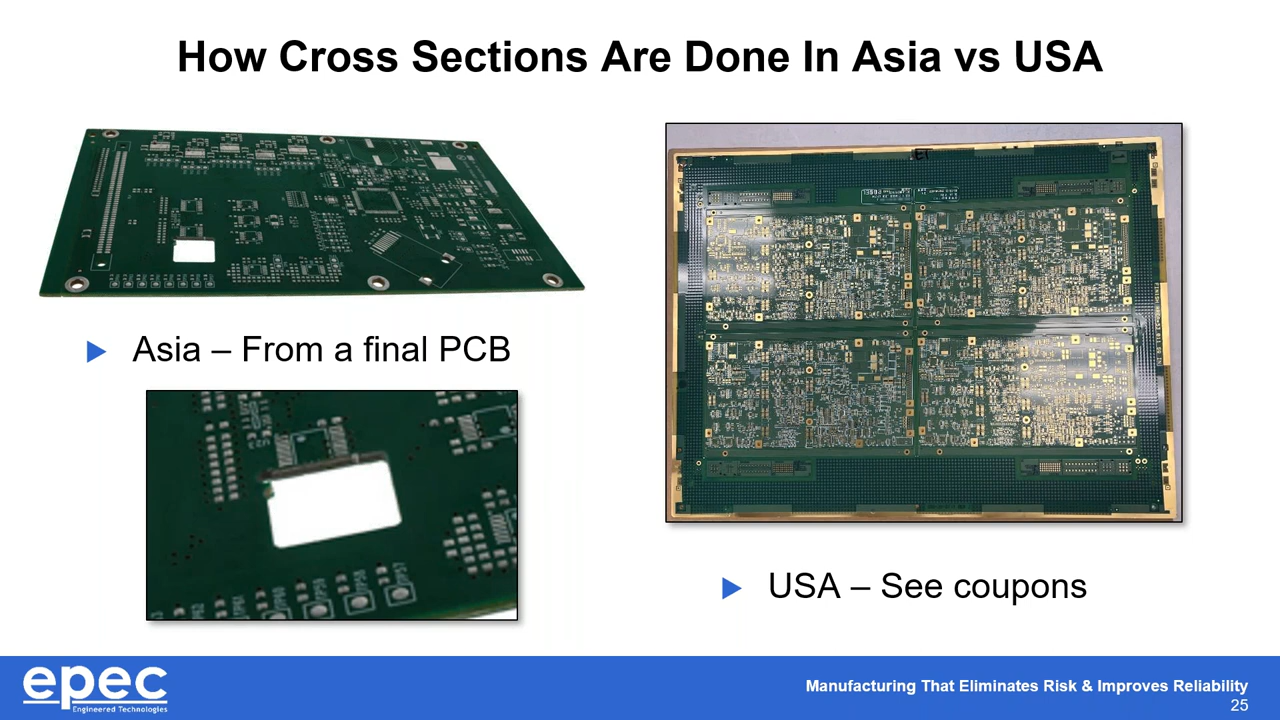 How Cross Sections Are Done In Asia vs USA
Asia – From a final PCB
USA – See coupons
epec
Engineered Technologies
Manufacturing That Eliminates Risk & Improves Reliability
25